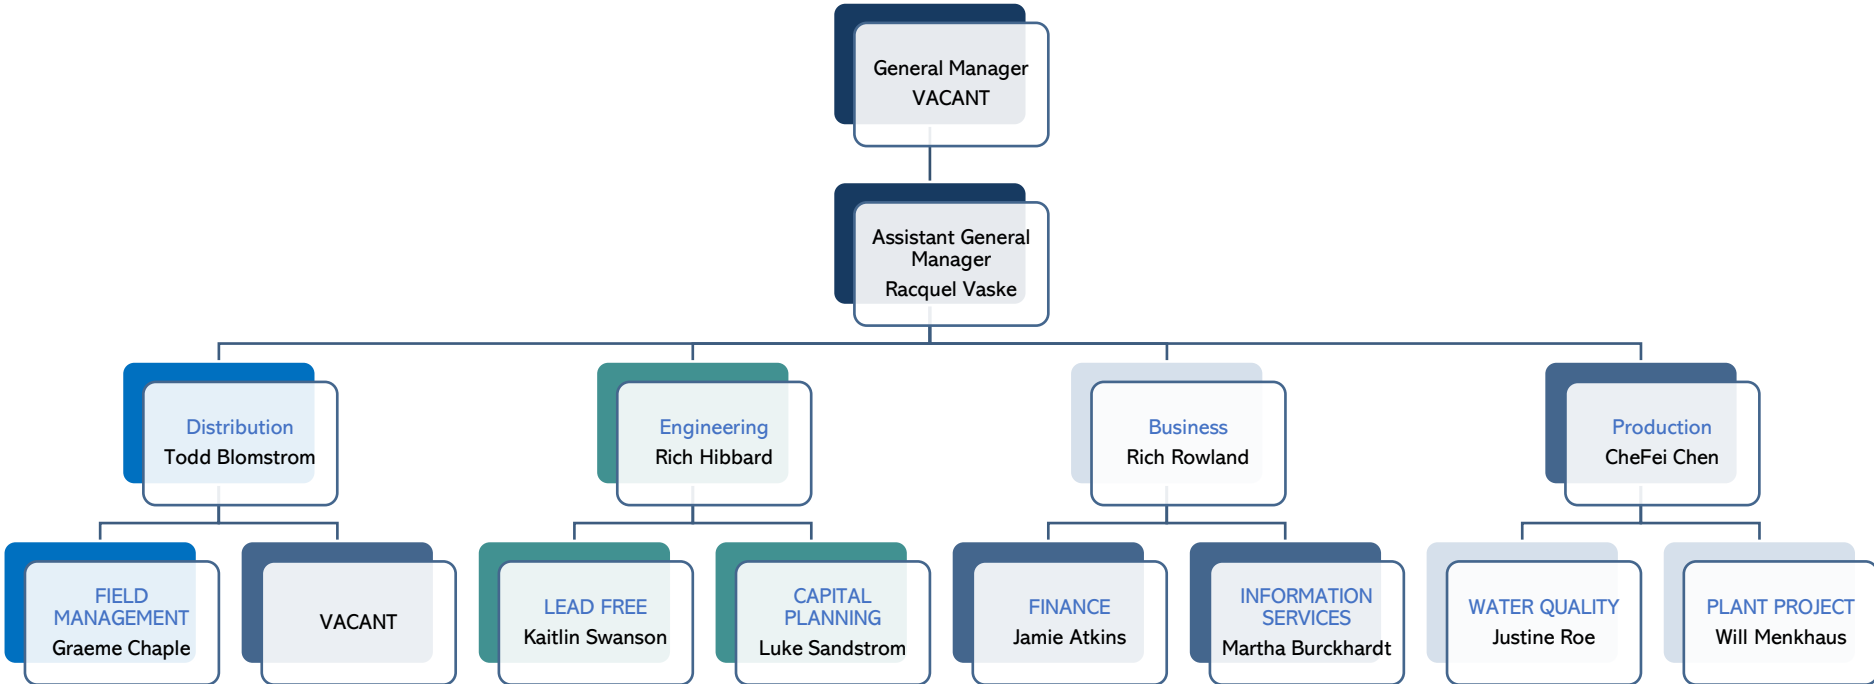 General Manager
VACANT
Assistant General
Manager
Racquel Vaske
Distribution
Todd Blomstrom
Engineering
Rich Hibbard
Business
Rich Rowland
Production
CheFei Chen
FIELD
MANAGEMENT
Graeme Chaple
VACANT
LEAD FREE
Kaitlin Swanson
CAPITAL
PLANNING
Luke Sandstrom
FINANCE
Jamie Atkins
INFORMATION
SERVICES
Martha Burckhardt
WATER QUALITY
Justine Roe
PLANT PROJECT
Will Menkhaus